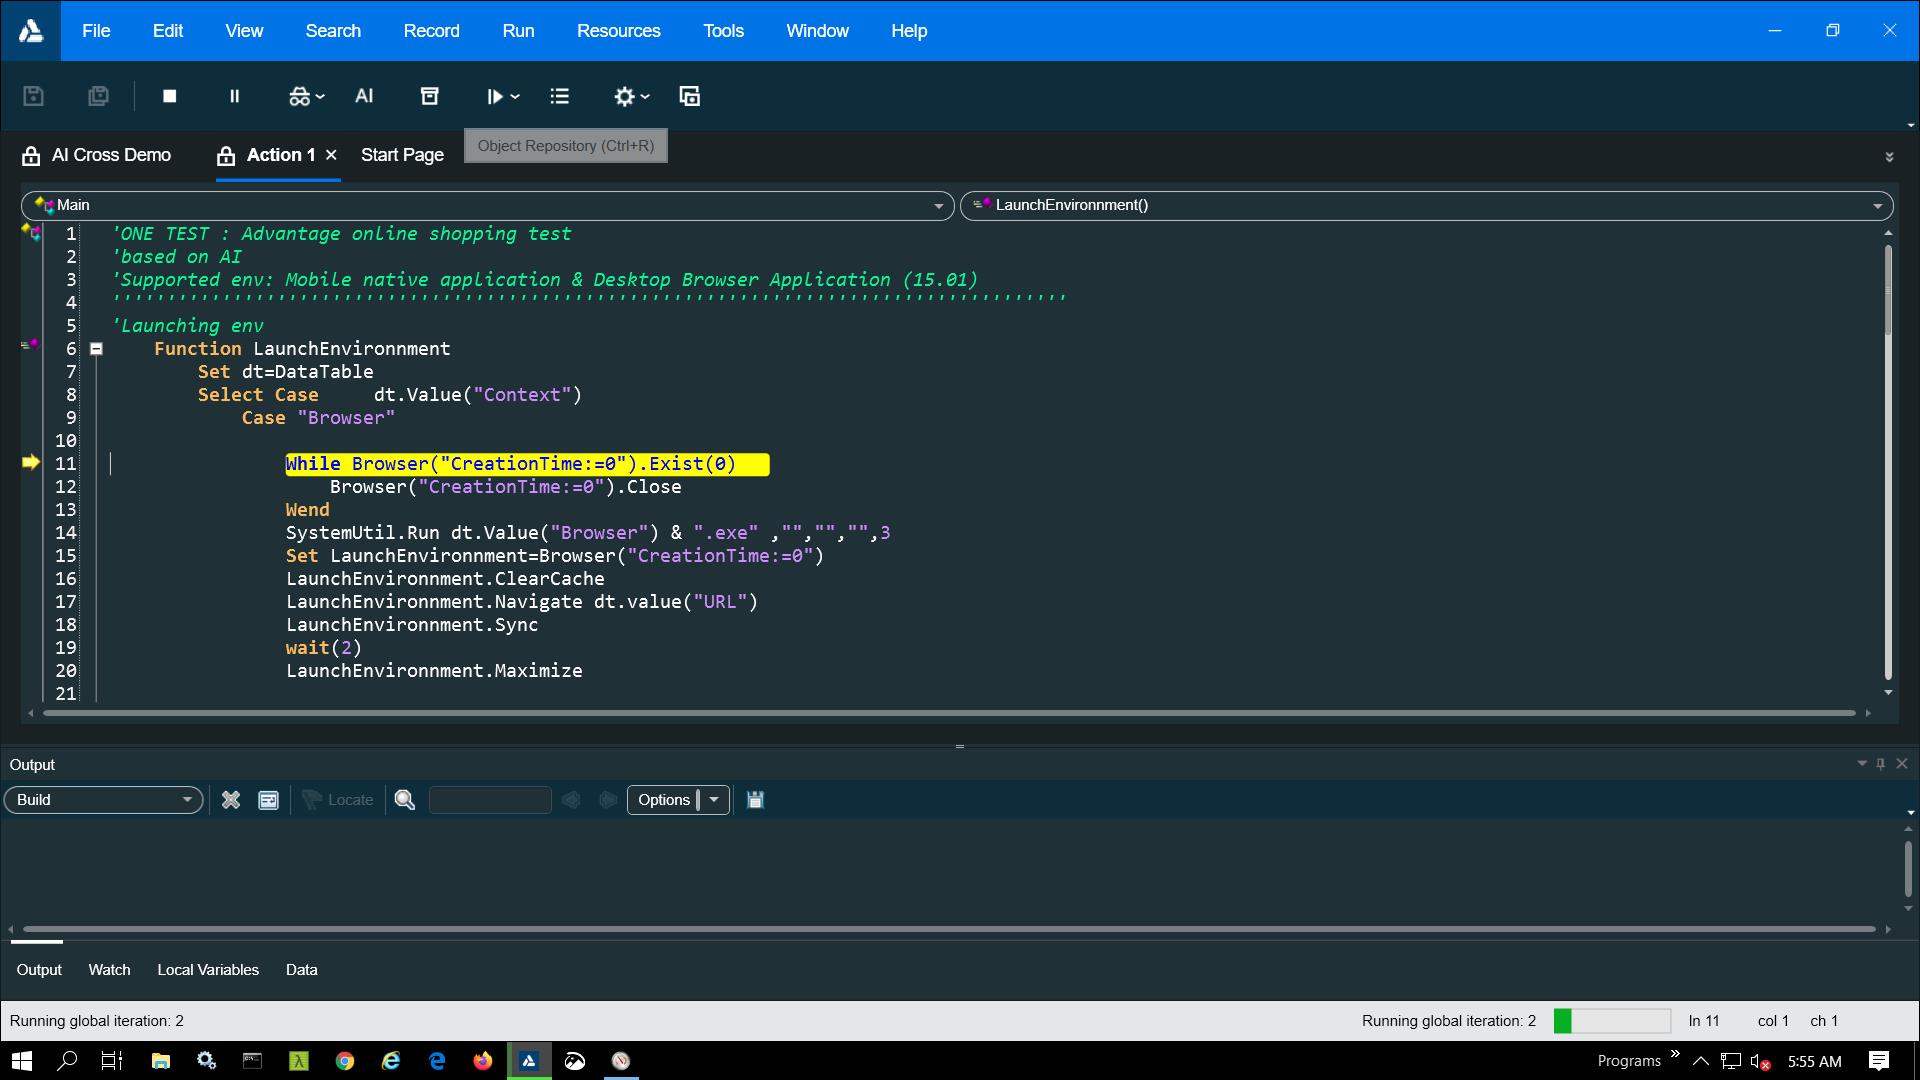 File Edit View Search Record Run Resources Tools Window Help
AI
AI Cross Demo Action 1 Start Page Object Repository (Ctrl+R)
Main LaunchEnvironnment()
1 'ONE TEST : Advantage online shopping test
2 'based on AI
3 'Supported env: Mobile native application & Desktop Browser Application (15.01)
4 '''''''''''''''''''''''''''''''''''''''''''''''''''''''''''''''''''''''''''''''''''''''
5 'Launching env
6 Function LaunchEnvironnment
7 Set dt=DataTable
8 Select Case dt.Value("Context")
9 Case "Browser"
10
11 While Browser("CreationTime:=0").Exist(0)
12 Browser("CreationTime:=0").Close
13 Wend
14 SystemUtil.Run dt.Value("Browser") & ".exe" ,"","","",3
15 Set LaunchEnvironnment=Browser("CreationTime:=0")
16 LaunchEnvironnment.ClearCache
17 LaunchEnvironnment.Navigate dt.value("URL")
18 LaunchEnvironnment.Sync
19 wait(2)
20 LaunchEnvironnment.Maximize
21
Output
Build Locate Options
Output Watch Local Variables Data
Running global iteration: 2 Running global iteration: 2 ln 11 col 1 ch 1
Programs 5:55 AM